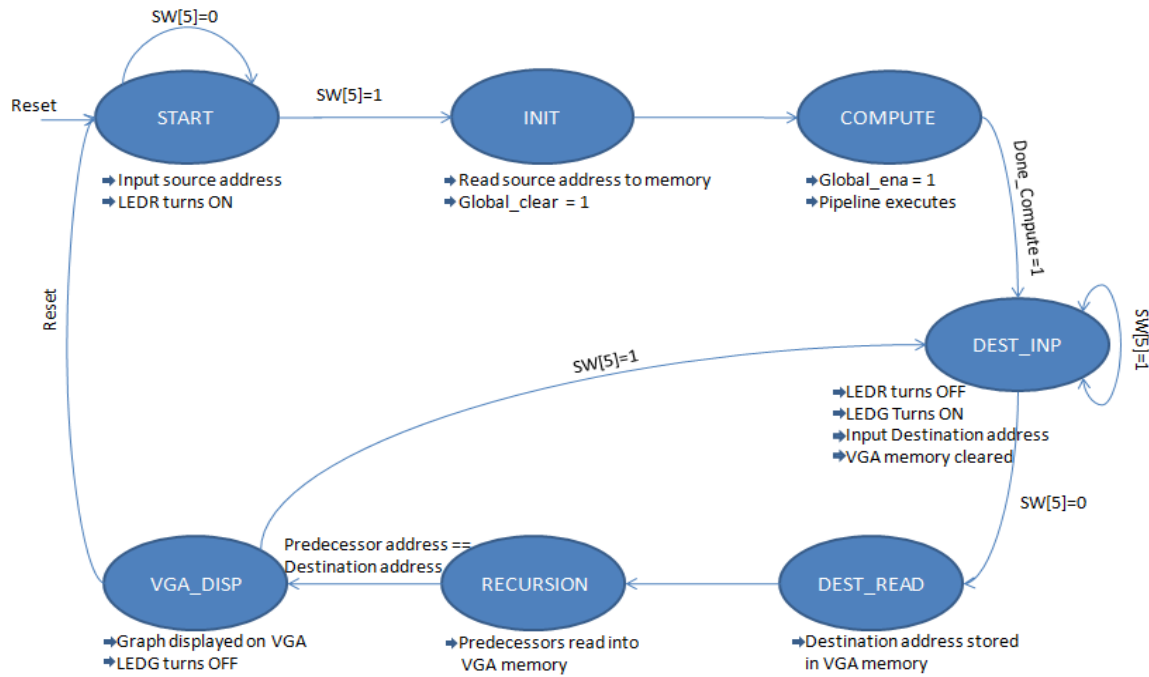 SW[5]=0
Reset
START
SW[5]=1
INIT
COMPUTE
Input source address
LEDR turns ON
Read source address to memory
Global_clear = 1
Global_ena = 1
Pipeline executes
Done_Compute =1
Reset
SW[5]=1
DEST_INP
SW[5]=1
LEDR turns OFF
LEDG Turns ON
Input Destination address
VGA memory cleared
SW[5]=0
Predecessor address ==
Destination address
VGA_DISP
RECURSION
DEST_READ
Graph displayed on VGA
LEDG turns OFF
Predecessors read into
VGA memory
Destination address stored
in VGA memory